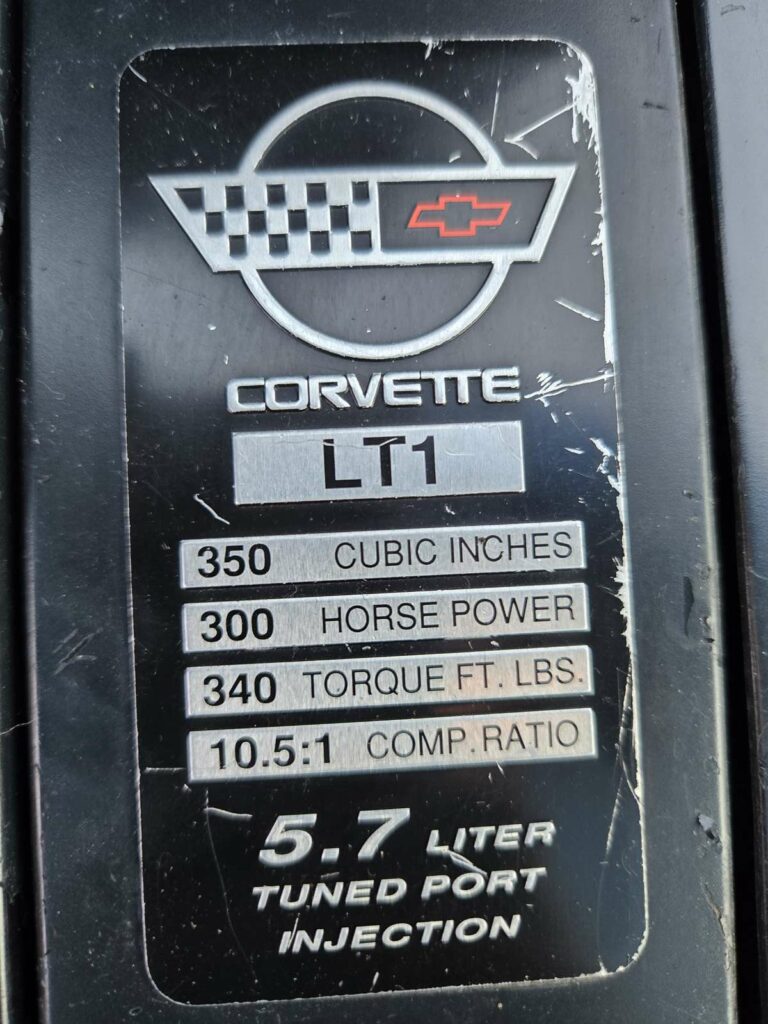 CORVETTE
LT1
350 CUBIC INCHES
300 HORSE POWER
340 TORQUE FT. LBS.
10.5:1 COMP. RATIO
5.7 LITER
TUNED PORT
INJECTION